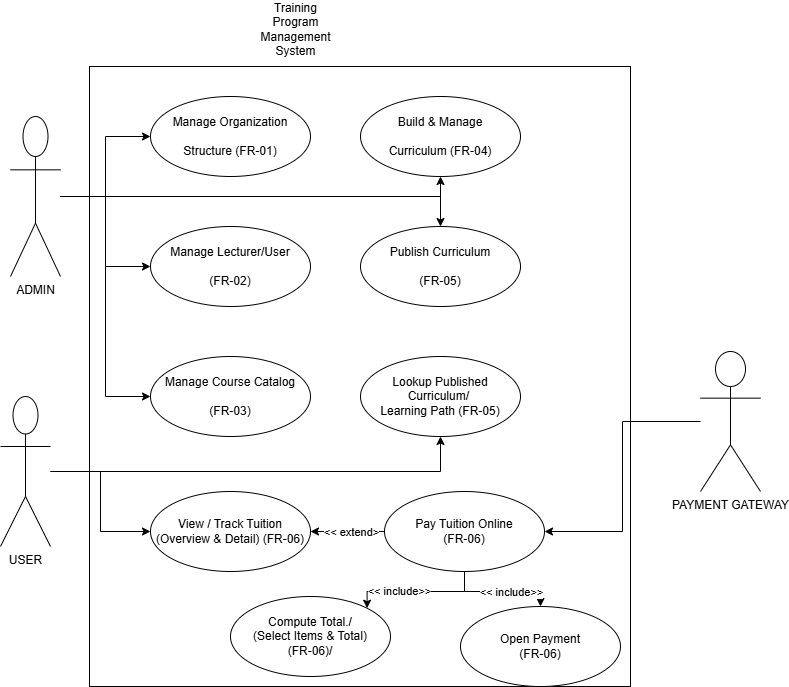 Training
Program
Management
System
Manage Organization
Structure (FR-01)
Build & Manage
Curriculum (FR-04)
ADMIN
Manage Lecturer/User
(FR-02)
Publish Curriculum
(FR-05)
Manage Course Catalog
(FR-03)
Lookup Published
Curriculum/
Learning Path (FR-05)
USER
PAYMENT GATEWAY
View / Track Tuition
(Overview & Detail) (FR-06)
<< extend>
Pay Tuition Online
(FR-06)
<< include>>
<< include>>
Compute Total./
(Select Items & Total)
(FR-06)/
Open Payment
(FR-06)